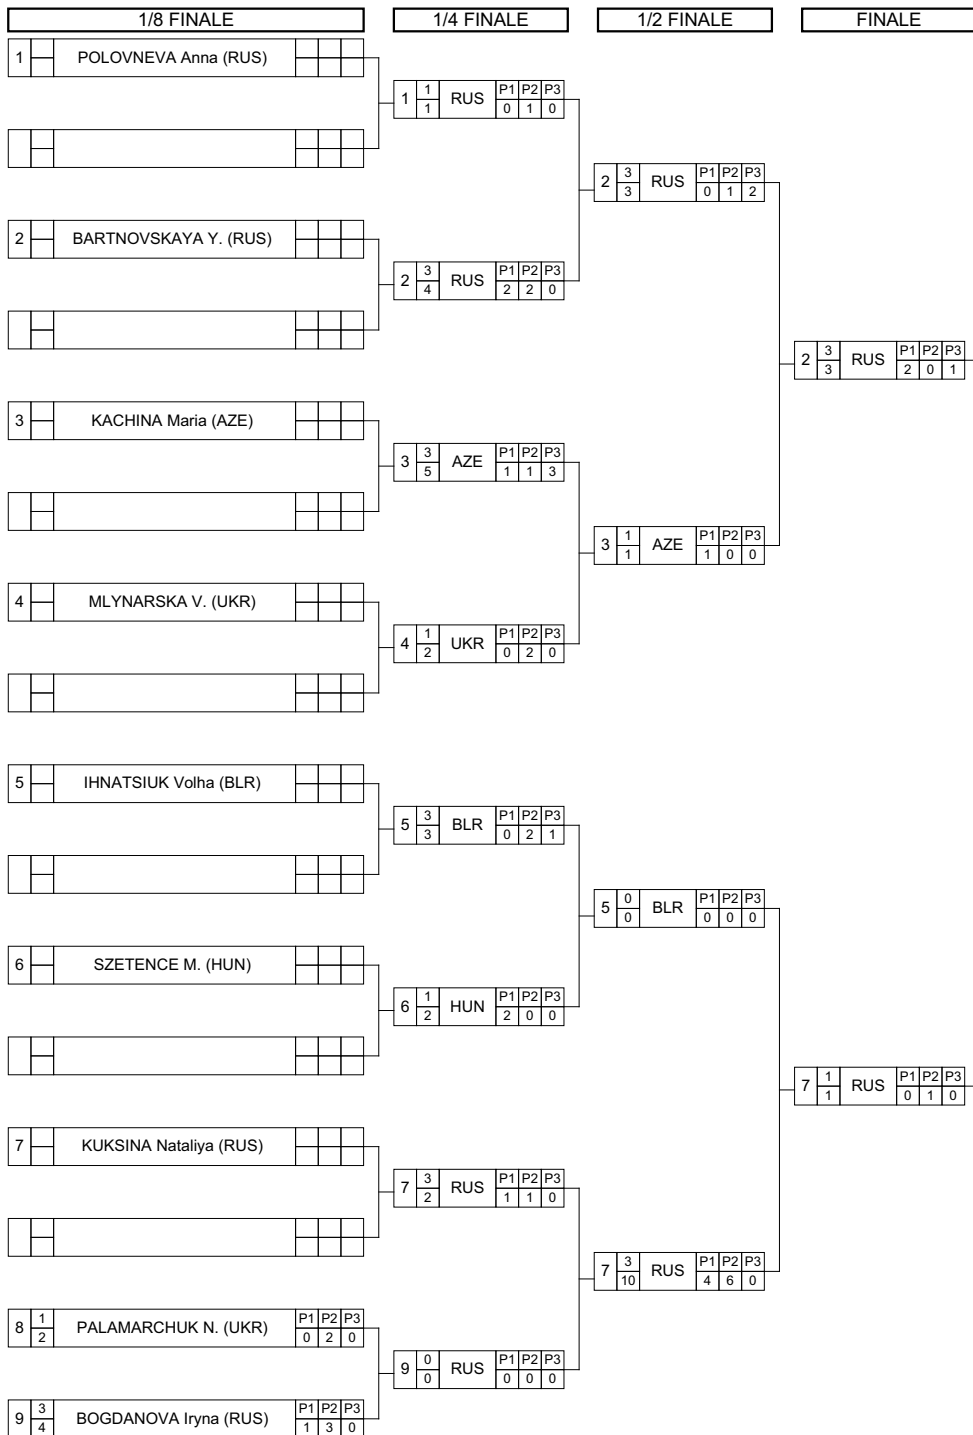 1/8 FINALE 1/4 FINALE 1/2 FINALE FINALE
1 POLOVNEVA Anna (RUS)
1 1 1 RUS P1 P2 P3 0 1 0
2 3 3 RUS P1 P2 P3 0 1 2
2 BARTNOVSKAYA Y. (RUS)
2 3 4 RUS P1 P2 P3 2 2 0
2 3 3 RUS P1 P2 P3 2 0 1
3 KACHINA Maria (AZE)
3 3 5 AZE P1 P2 P3 1 1 3
3 1 1 AZE P1 P2 P3 1 0 0
4 MLYNARSKA V. (UKR)
4 1 2 UKR P1 P2 P3 0 2 0
5 IHNATSIUK Volha (BLR)
5 3 3 BLR P1 P2 P3 0 2 1
5 0 0 BLR P1 P2 P3 0 0 0
6 SZETENCE M. (HUN)
6 1 2 HUN P1 P2 P3 2 0 0
7 1 1 RUS P1 P2 P3 0 1 0
7 KUKSINA Nataliya (RUS)
7 3 2 RUS P1 P2 P3 1 1 0
7 3 10 RUS P1 P2 P3 4 6 0
8 1 2 PALAMARCHUK N. (UKR) P1 P2 P3 0 2 0
9 0 0 RUS P1 P2 P3 0 0 0
9 3 4 BOGDANOVA Iryna (RUS) P1 P2 P3 1 3 0